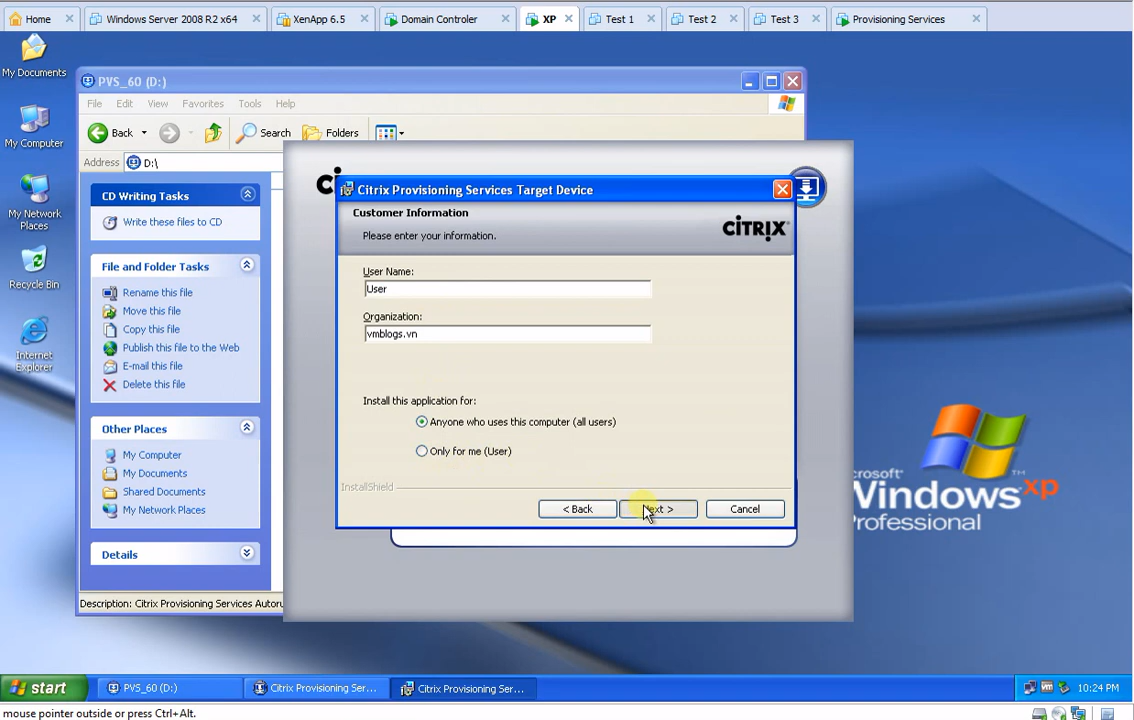 Home
Windows Server 2008 R2 x64
XenApp 6.5
Domain Controler
XP
Test 1
Test 2
Test 3
Provisioning Services
My Documents
My Computer
My Network Places
Recycle Bin
Internet Explorer
PVS_60 (D:)
File Edit View Favorites Tools Help
Back Search Folders
Address D:\
CD Writing Tasks
Write these files to CD
File and Folder Tasks
Rename this file
Move this file
Copy this file
Publish this file to the Web
E-mail this file
Delete this file
Other Places
My Computer
My Documents
Shared Documents
My Network Places
Details
Description: Citrix Provisioning Services Autoru
Ci
Citrix Provisioning Services Target Device
Customer Information
Please enter your information.
CİTRIX
User Name:
User
Organization:
vmblogs.vn
Install this application for:
Anyone who uses this computer (all users)
Only for me (User)
InstallShield
< Back
ext >
Cancel
crosoft
Windows xp
Professional
start
PVS_60 (D:)
Citrix Provisioning Ser...
Citrix Provisioning Ser...
10:24 PM
mouse pointer outside or press Ctrl+Alt.